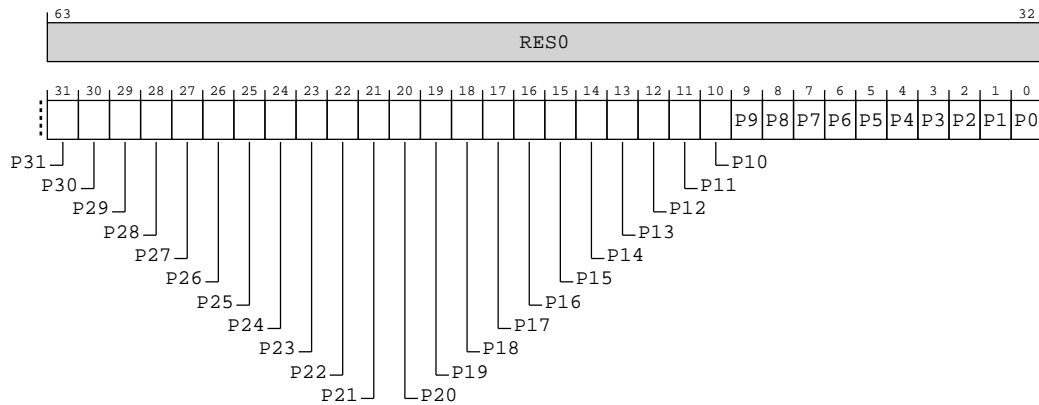 63 32
RES0
31 30 29 28 27 26 25 24 23 22 21 20 19 18 17 16 15 14 13 12 11 10 9 8 7 6 5 4 3 2 1 0
P9 P8 P7 P6 P5 P4 P3 P2 P1 P0
P31 P10
P30 P11
P29 P12
P28 P13
P27 P14
P26 P15
P25 P16
P24 P17
P23 P18
P22 P19
P21 P20